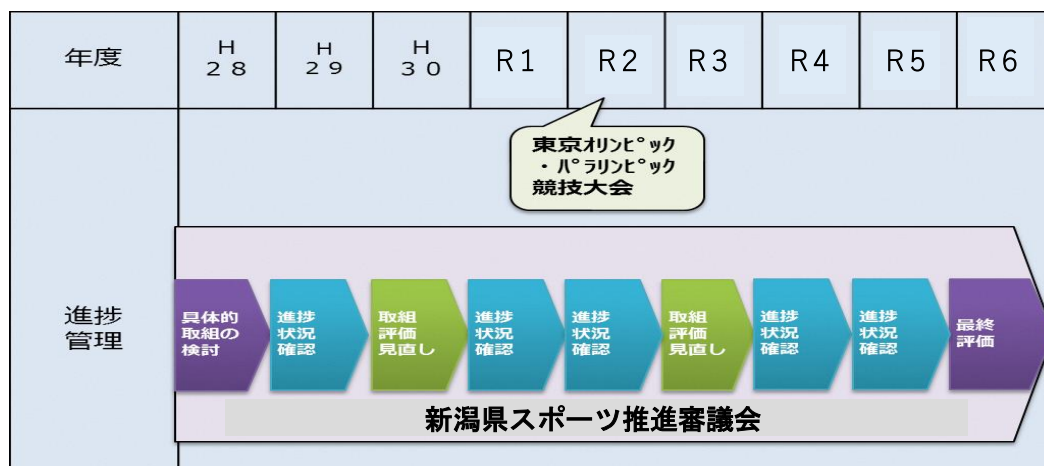 年度
H
28
H
29
H
30
R1
R2
R3
R4
R5
R6
東京ｵﾘﾝﾋﾟｯｸ
・ﾊﾟﾗﾘﾝﾋﾟｯｸ
競技大会
進捗
管理
具体的
取組の
検討
進捗
状況
確認
取組
評価
見直し
進捗
状況
確認
進捗
状況
確認
取組
評価
見直し
進捗
状況
確認
進捗
状況
確認
最終
評価
新潟県スポーツ推進審議会